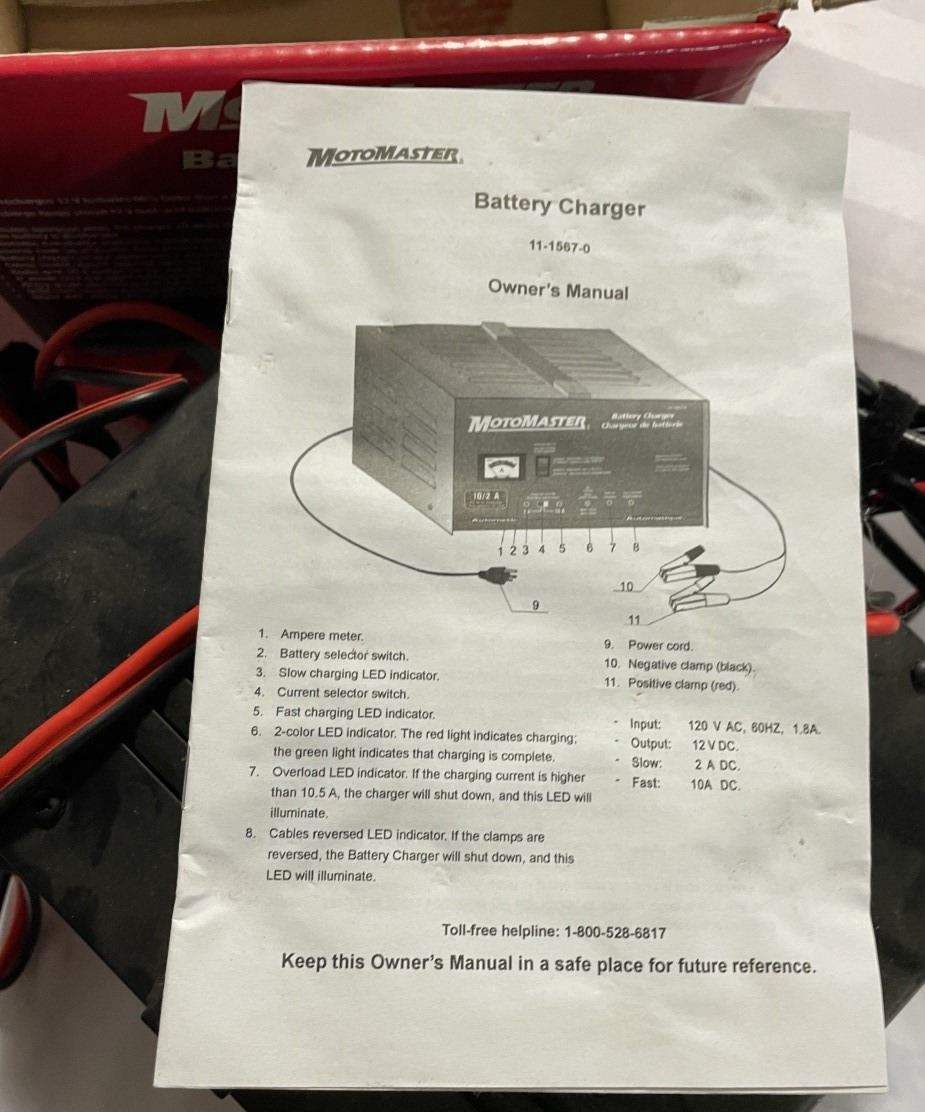 MOTOMASTER
Battery Charger
11-1567-0
Owner's Manual
MOTOMASTER
Battery Charger
Chargeur de batterie
A
10/2 A
Automatic
Automatique
1 2 3 4 5 6 7 8
9
10
11
1. Ampere meter.
2. Battery selector switch.
3. Slow charging LED indicator.
4. Current selector switch.
5. Fast charging LED indicator.
6. 2-color LED indicator. The red light indicates charging;
the green light indicates that charging is complete.
7. Overload LED indicator. If the charging current is higher
than 10.5 A, the charger will shut down, and this LED will
illuminate.
8. Cables reversed LED indicator. If the clamps are
reversed, the Battery Charger will shut down, and this
LED will illuminate.
9. Power cord.
10. Negative clamp (black).
11. Positive clamp (red).
- Input: 120 V AC, 60HZ, 1.8A.
- Output: 12 V DC.
- Slow: 2 A DC.
- Fast: 10A DC.
Toll-free helpline: 1-800-528-6817
Keep this Owner's Manual in a safe place for future reference.